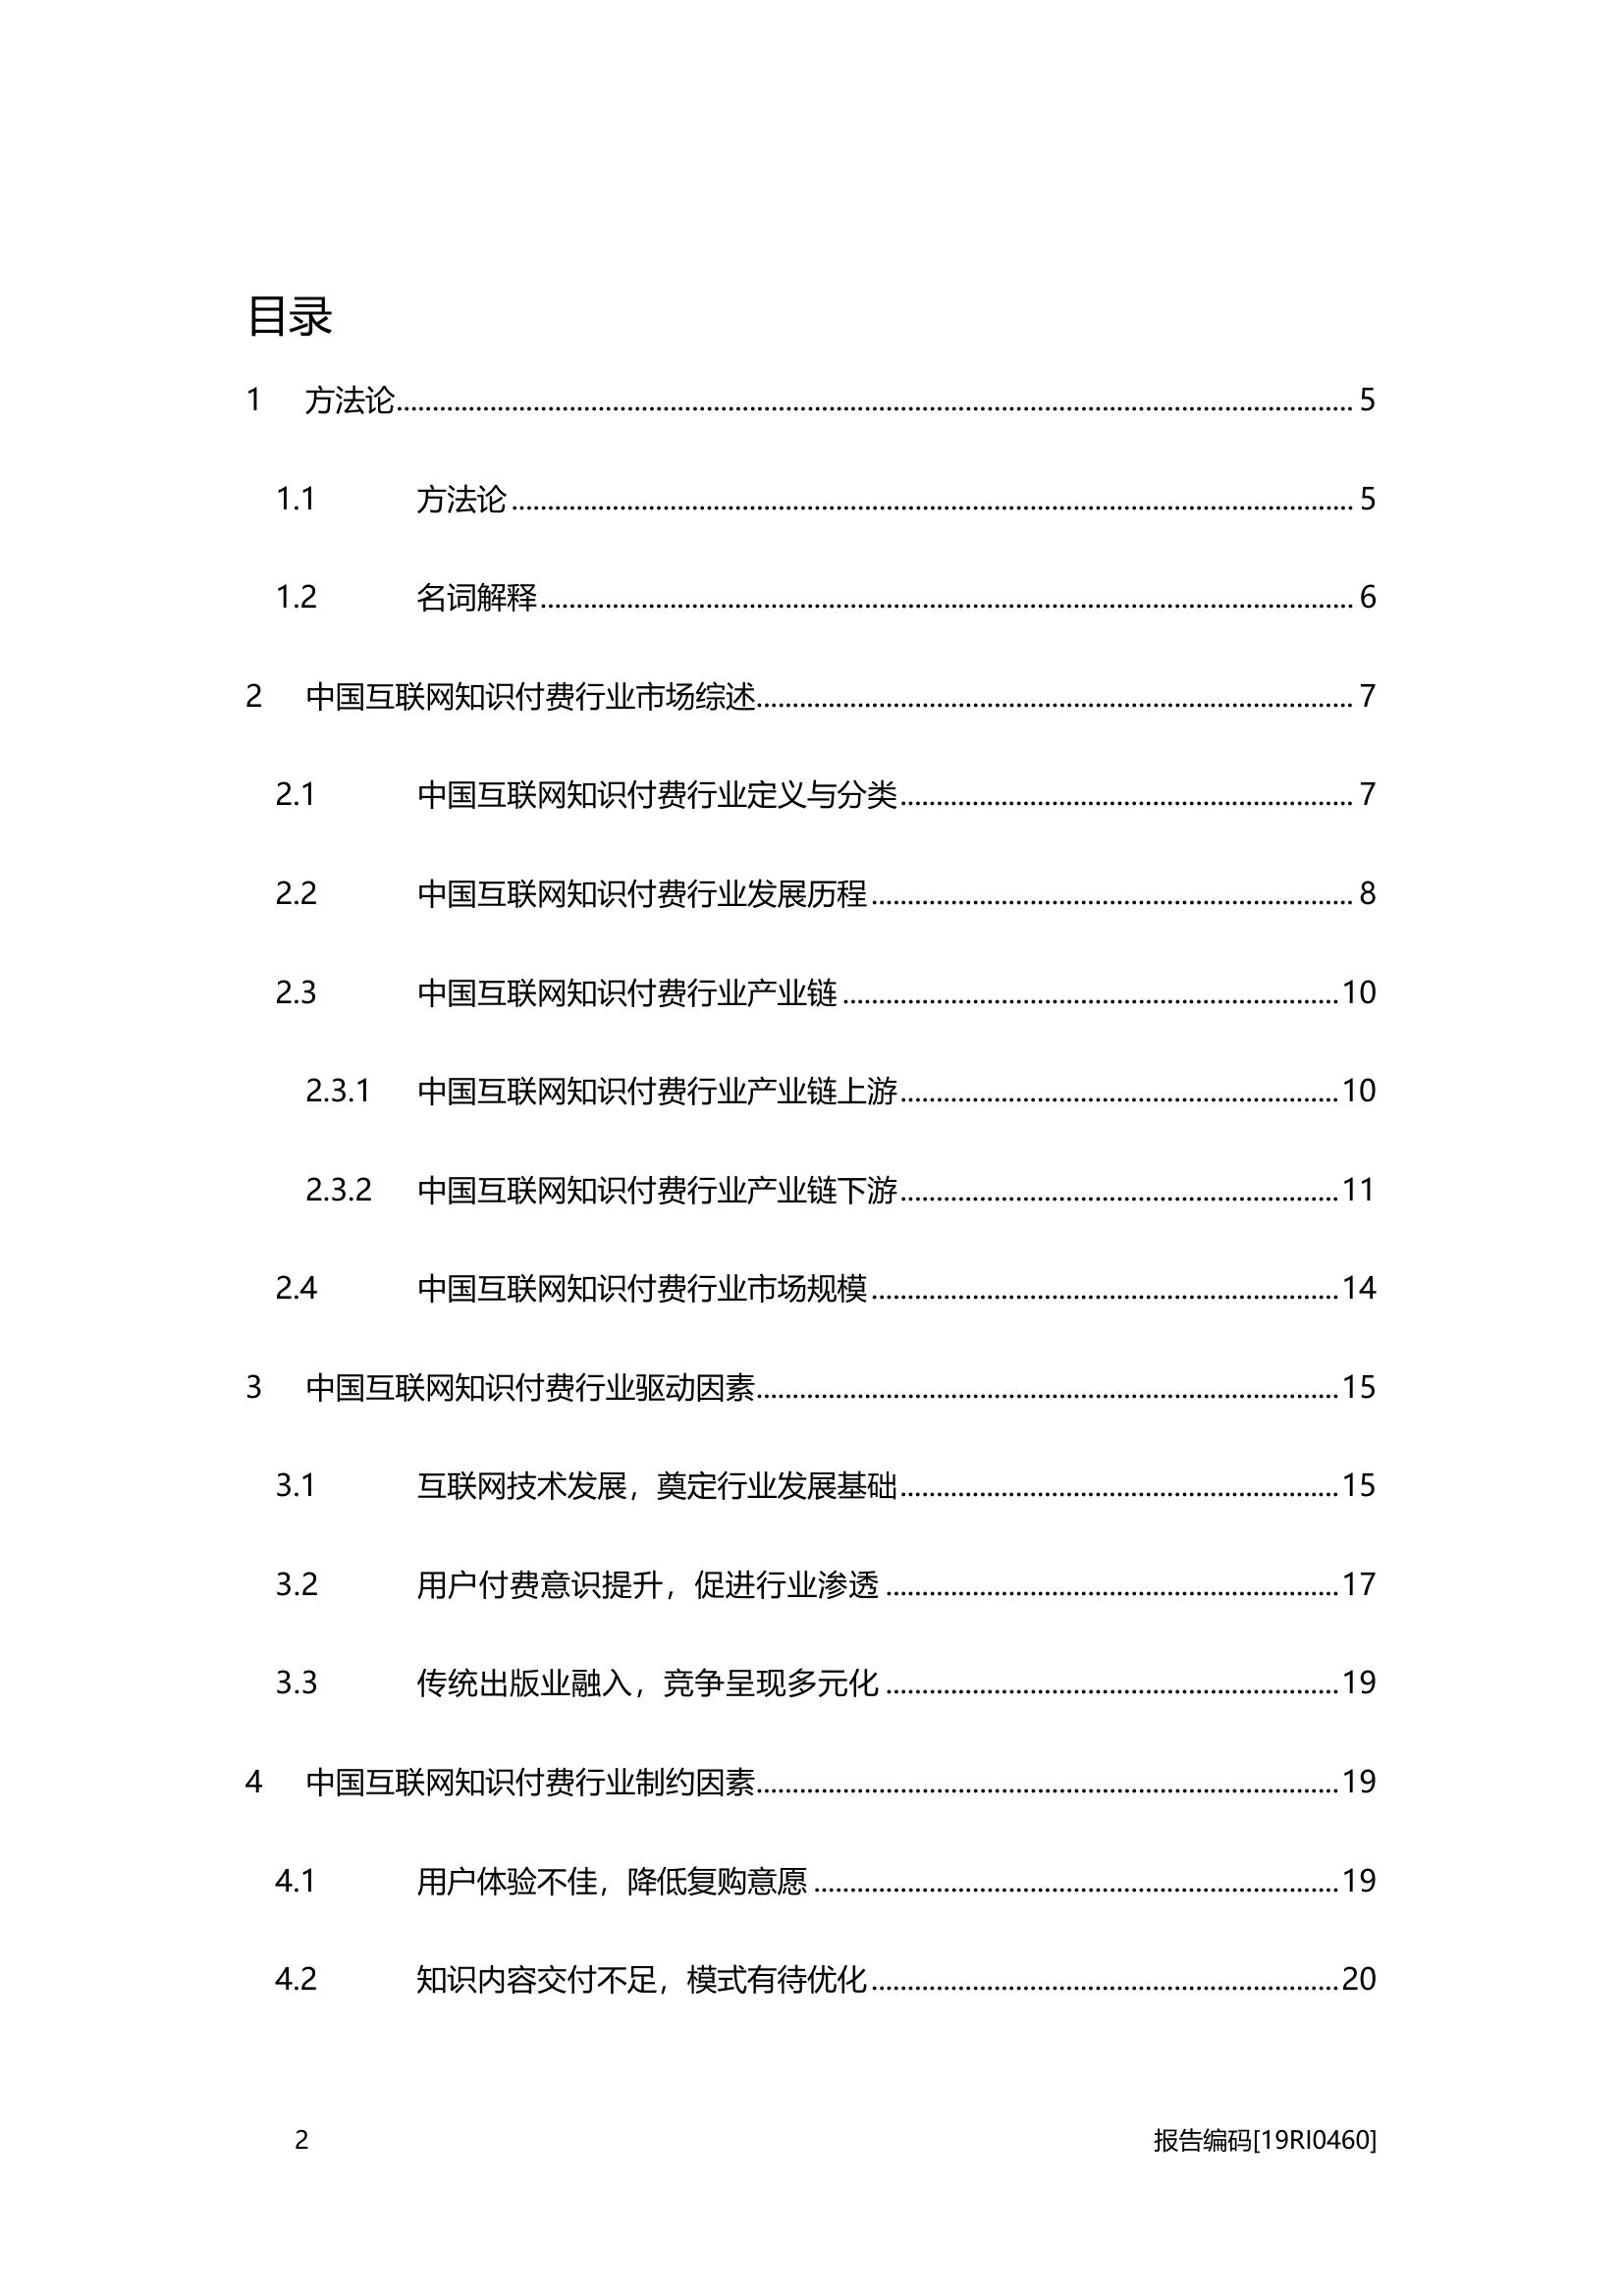 目录
1 方法论 5
1.1 方法论 5
1.2 名词解释 6
2 中国互联网知识付费行业市场综述 7
2.1 中国互联网知识付费行业定义与分类 7
2.2 中国互联网知识付费行业发展历程 8
2.3 中国互联网知识付费行业产业链 10
2.3.1 中国互联网知识付费行业产业链上游 10
2.3.2 中国互联网知识付费行业产业链下游 11
2.4 中国互联网知识付费行业市场规模 14
3 中国互联网知识付费行业驱动因素 15
3.1 互联网技术发展，奠定行业发展基础 15
3.2 用户付费意识提升，促进行业渗透 17
3.3 传统出版业融入，竞争呈现多元化 19
4 中国互联网知识付费行业制约因素 19
4.1 用户体验不佳，降低复购意愿 19
4.2 知识内容交付不足，模式有待优化 20
2 报告编码[19RI0460]